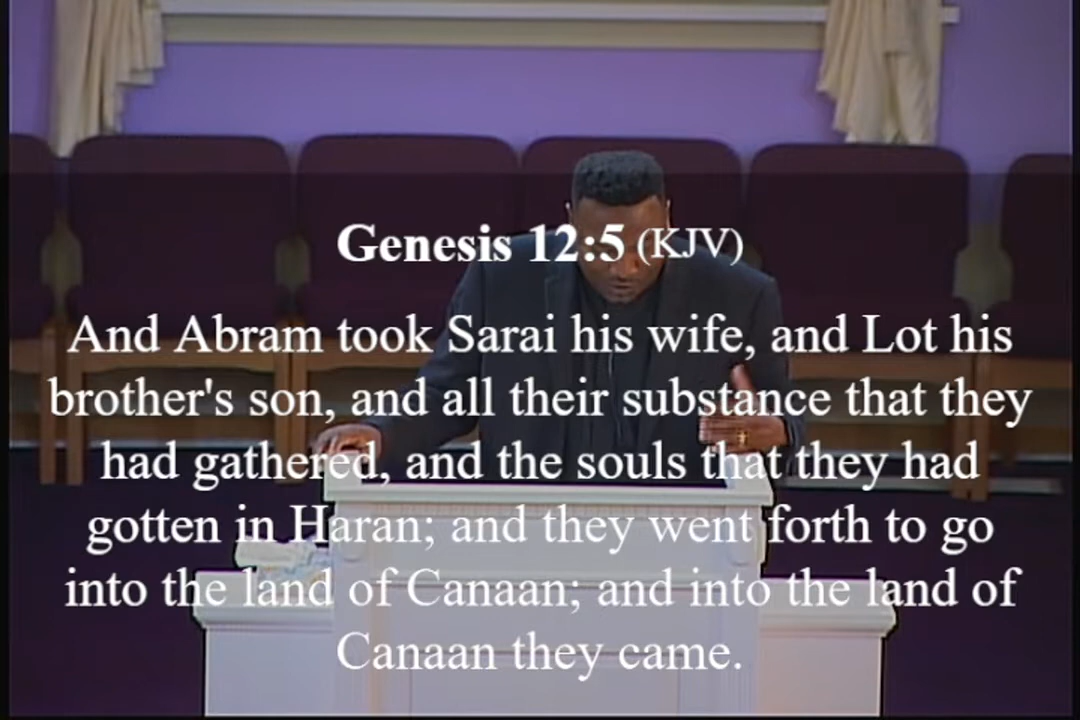 Genesis 12:5 (KJV)
And Abram took Sarai his wife, and Lot his
brother's son, and all their substance that they
had gathered, and the souls that they had
gotten in Haran; and they went forth to go
into the land of Canaan; and into the land of
Canaan they came.